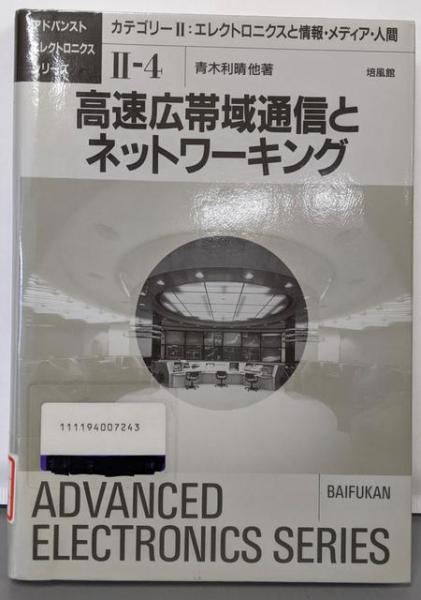 アドバンスト
エレクトロニクス
シリーズ
カテゴリーII:エレクトロニクスと情報・メディア・人間
II-4
青木利晴他著
培風館
高速広帯域通信と
ネットワーキング
111194007243
ADVANCED
ELECTRONICS SERIES
BAIFUKAN